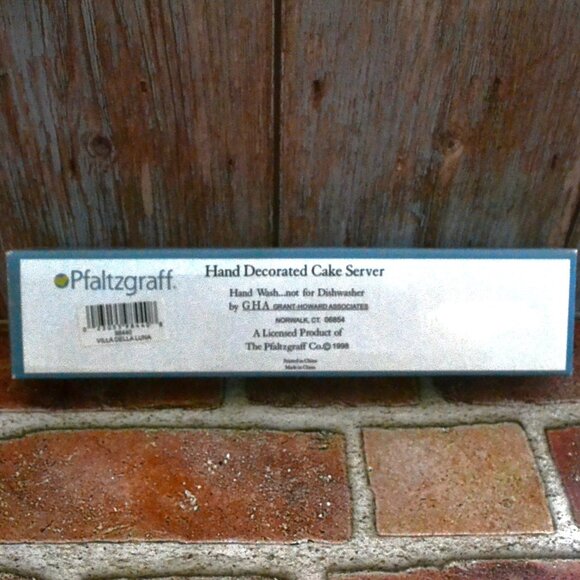 Pfaltzgraff.
Hand Decorated Cake Server
Hand Wash...not for Dishwasher
by GHA GRANT-HOWARD ASSOCIATES
NORWALK, CT. 06854
A Licensed Product of
The Pfaltzgraff Co.© 1998
Printed in China
Made in China
VILLA DELLA LUNA